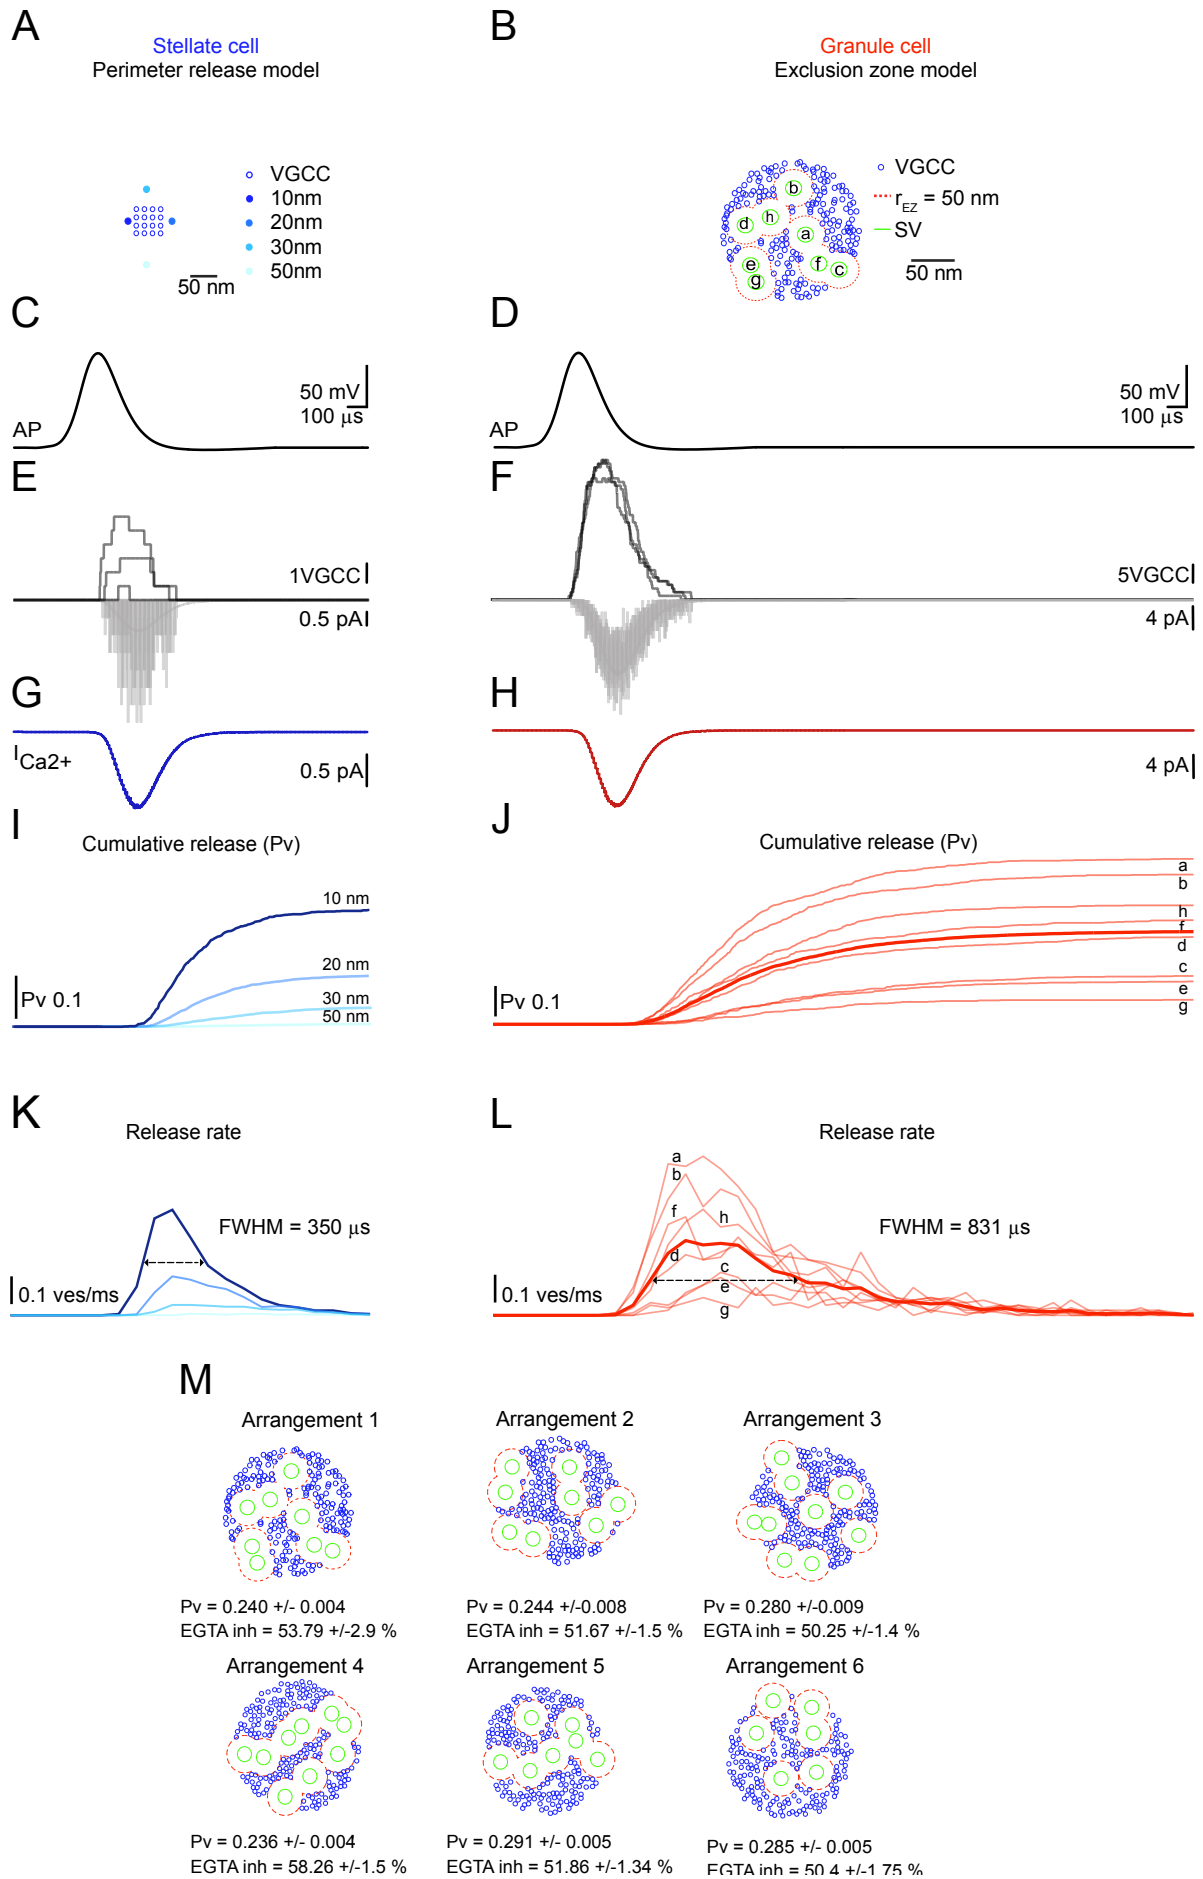 A
Stellate cell
Perimeter release model
VGCC
10nm
20nm
30nm
50nm
50 nm
B
Granule cell
Exclusion zone model
b
d
h
a
e
f
c
g
VGCC
rEZ = 50 nm
SV
50 nm
C
AP
50 mV
100 µs
D
AP
50 mV
100 µs
E
1VGCC
0.5 pA
F
5VGCC
4 pA
G
ICa2+
0.5 pA
H
4 pA
I
Cumulative release (Pv)
10 nm
20 nm
30 nm
50 nm
Pv 0.1
J
Cumulative release (Pv)
a
b
h
f
d
c
e
g
Pv 0.1
K
Release rate
FWHM = 350 µs
0.1 ves/ms
L
Release rate
a
b
f
h
d
c
e
g
FWHM = 831 µs
0.1 ves/ms
M
Arrangement 1
Pv = 0.240 +/- 0.004
EGTA inh = 53.79 +/-2.9 %
Arrangement 2
Pv = 0.244 +/-0.008
EGTA inh = 51.67 +/-1.5 %
Arrangement 3
Pv = 0.280 +/-0.009
EGTA inh = 50.25 +/-1.4 %
Arrangement 4
Pv = 0.236 +/- 0.004
EGTA inh = 58.26 +/-1.5 %
Arrangement 5
Pv = 0.291 +/- 0.005
EGTA inh = 51.86 +/-1.34 %
Arrangement 6
Pv = 0.285 +/- 0.005
EGTA inh = 50.4 +/-1.75 %